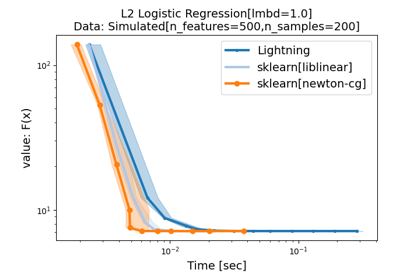 L2 Logistic Regression[lmbd=1.0]
Data: Simulated[n_features=500,n_samples=200]
Lightning
sklearn[liblinear]
sklearn[newton-cg]
value: F(x)
10²
10¹
10⁻²
10⁻¹
Time [sec]